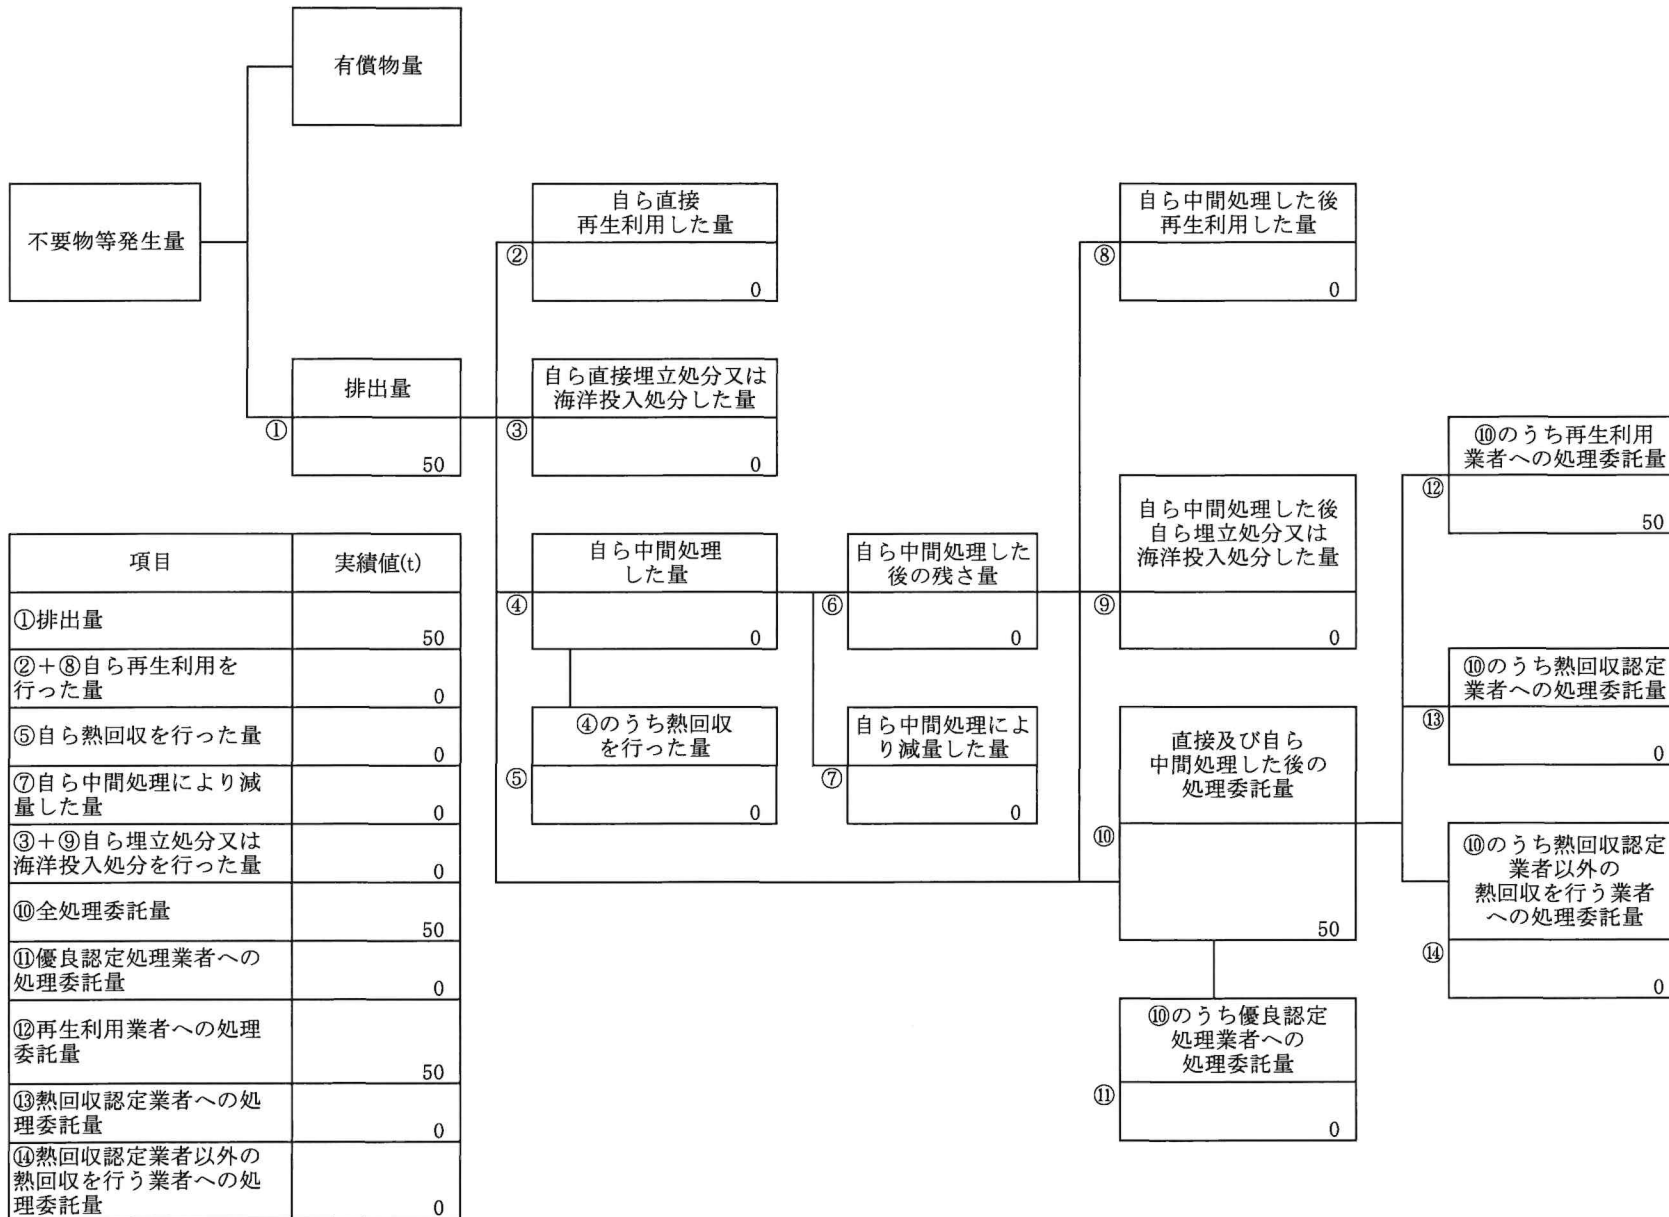 有償物量
不要物等発生量
排出量
①
50
自ら直接
再生利用した量
②
0
自ら直接埋立処分又は
海洋投入処分した量
③
0
自ら中間処理
した量
④
0
④のうち熱回収
を行った量
⑤
0
自ら中間処理した
後の残さ量
⑥
0
自ら中間処理によ
り減量した量
⑦
0
自ら中間処理した後
再生利用した量
⑧
0
自ら中間処理した後
自ら埋立処分又は
海洋投入処分した量
⑨
0
直接及び自ら
中間処理した後の
処理委託量
⑩
50
⑩のうち優良認定
処理業者への
処理委託量
⑪
0
⑩のうち再生利用
業者への処理委託量
⑫
50
⑩のうち熱回収認定
業者への処理委託量
⑬
0
⑩のうち熱回収認定
業者以外の
熱回収を行う業者
への処理委託量
⑭
0
項目 実績値(t)
①排出量
50
②+⑧自ら再生利用を
行った量
0
⑤自ら熱回収を行った量
0
⑦自ら中間処理により減
量した量
0
③+⑨自ら埋立処分又は
海洋投入処分を行った量
0
⑩全処理委託量
50
⑪優良認定処理業者への
処理委託量
0
⑫再生利用業者への処理
委託量
50
⑬熱回収認定業者への処
理委託量
0
⑭熱回収認定業者以外の
熱回収を行う業者への処
理委託量
0